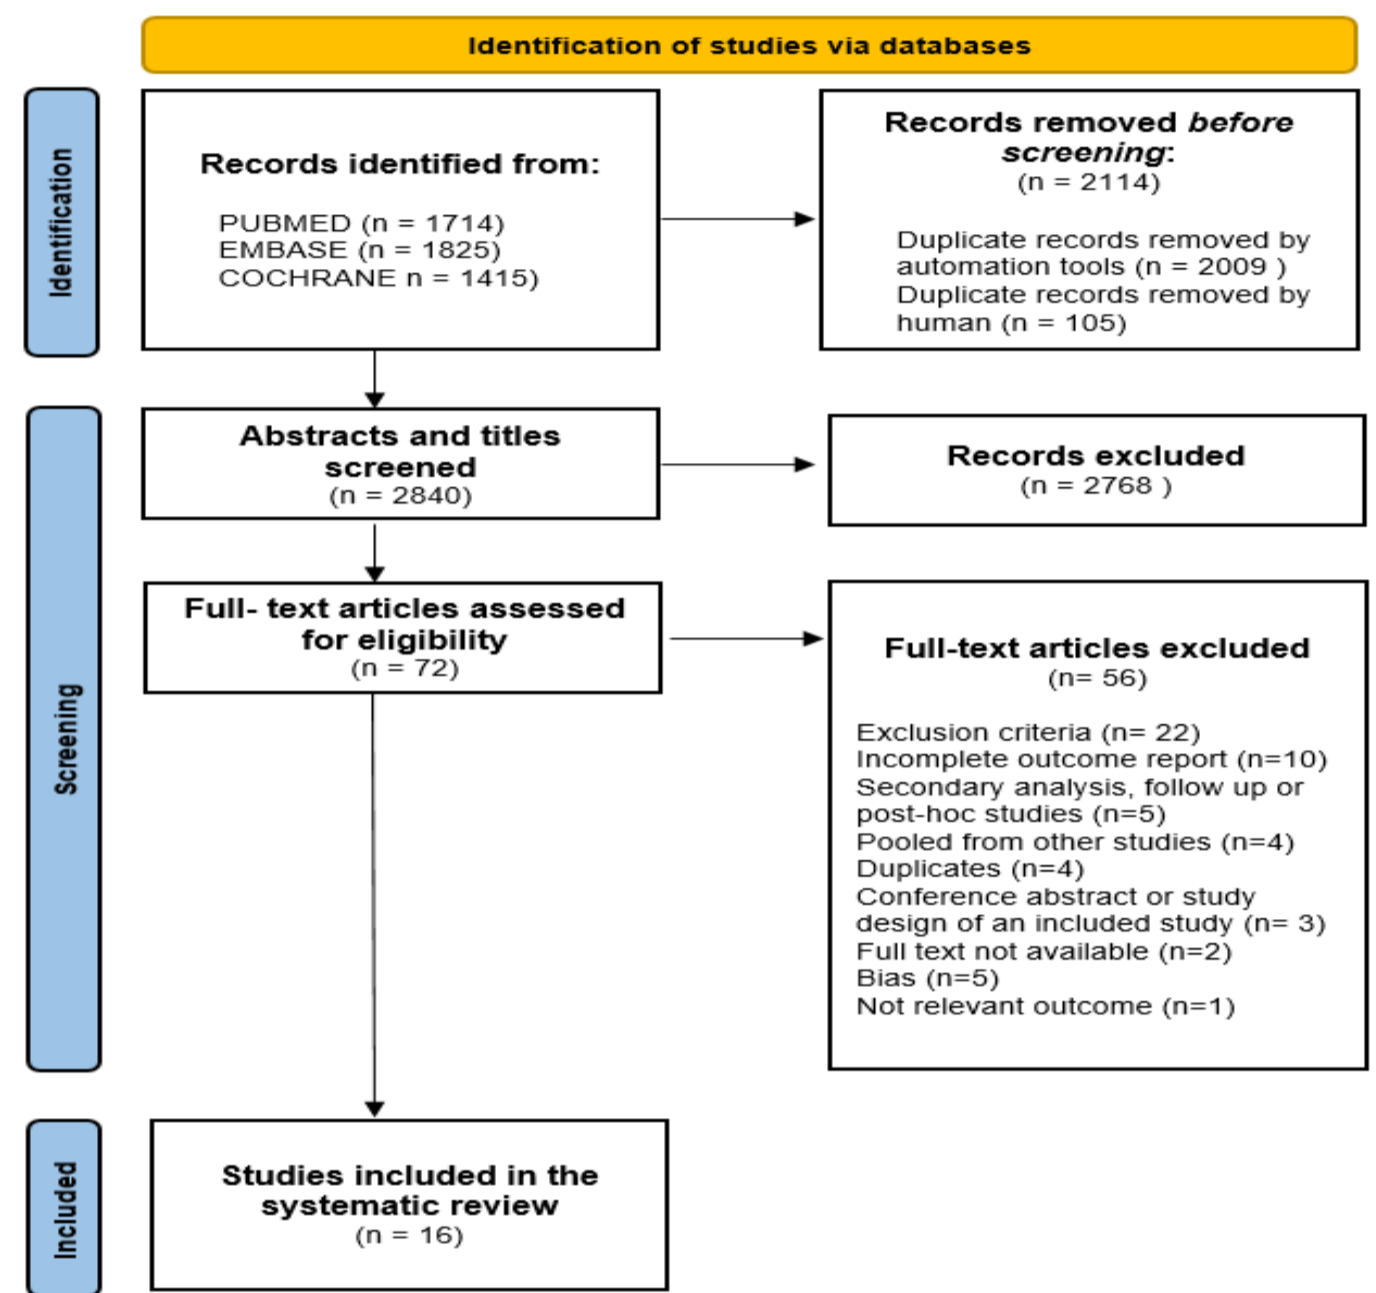 Identification of studies via databases
Identification
Records identified from:
PUBMED (n = 1714)
EMBASE (n = 1825)
COCHRANE n = 1415)
Records removed before
screening:
(n = 2114)
Duplicate records removed by
automation tools (n = 2009 )
Duplicate records removed by
human (n = 105)
Screening
Abstracts and titles
screened
(n = 2840)
Records excluded
(n = 2768 )
Full- text articles assessed
for eligibility
(n = 72)
Full-text articles excluded
(n= 56)
Exclusion criteria (n= 22)
Incomplete outcome report (n=10)
Secondary analysis, follow up or
post-hoc studies (n=5)
Pooled from other studies (n=4)
Duplicates (n=4)
Conference abstract or study
design of an included study (n= 3)
Full text not available (n=2)
Bias (n=5)
Not relevant outcome (n=1)
Included
Studies included in the
systematic review
(n = 16)